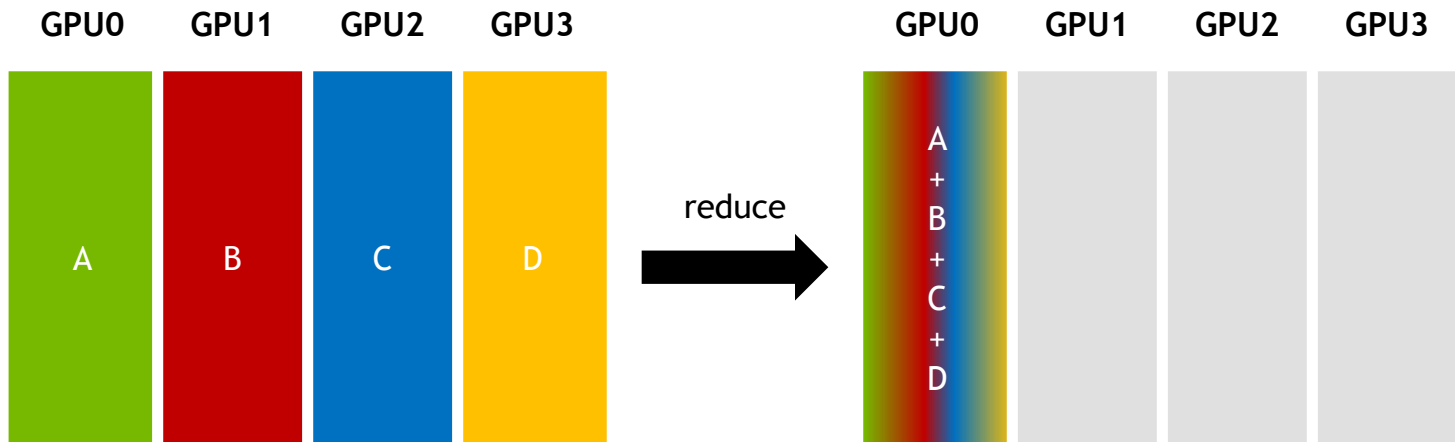 GPU0 GPU1 GPU2 GPU3 GPU0 GPU1 GPU2 GPU3
A B C D
reduce
A
+
B
+
C
+
D